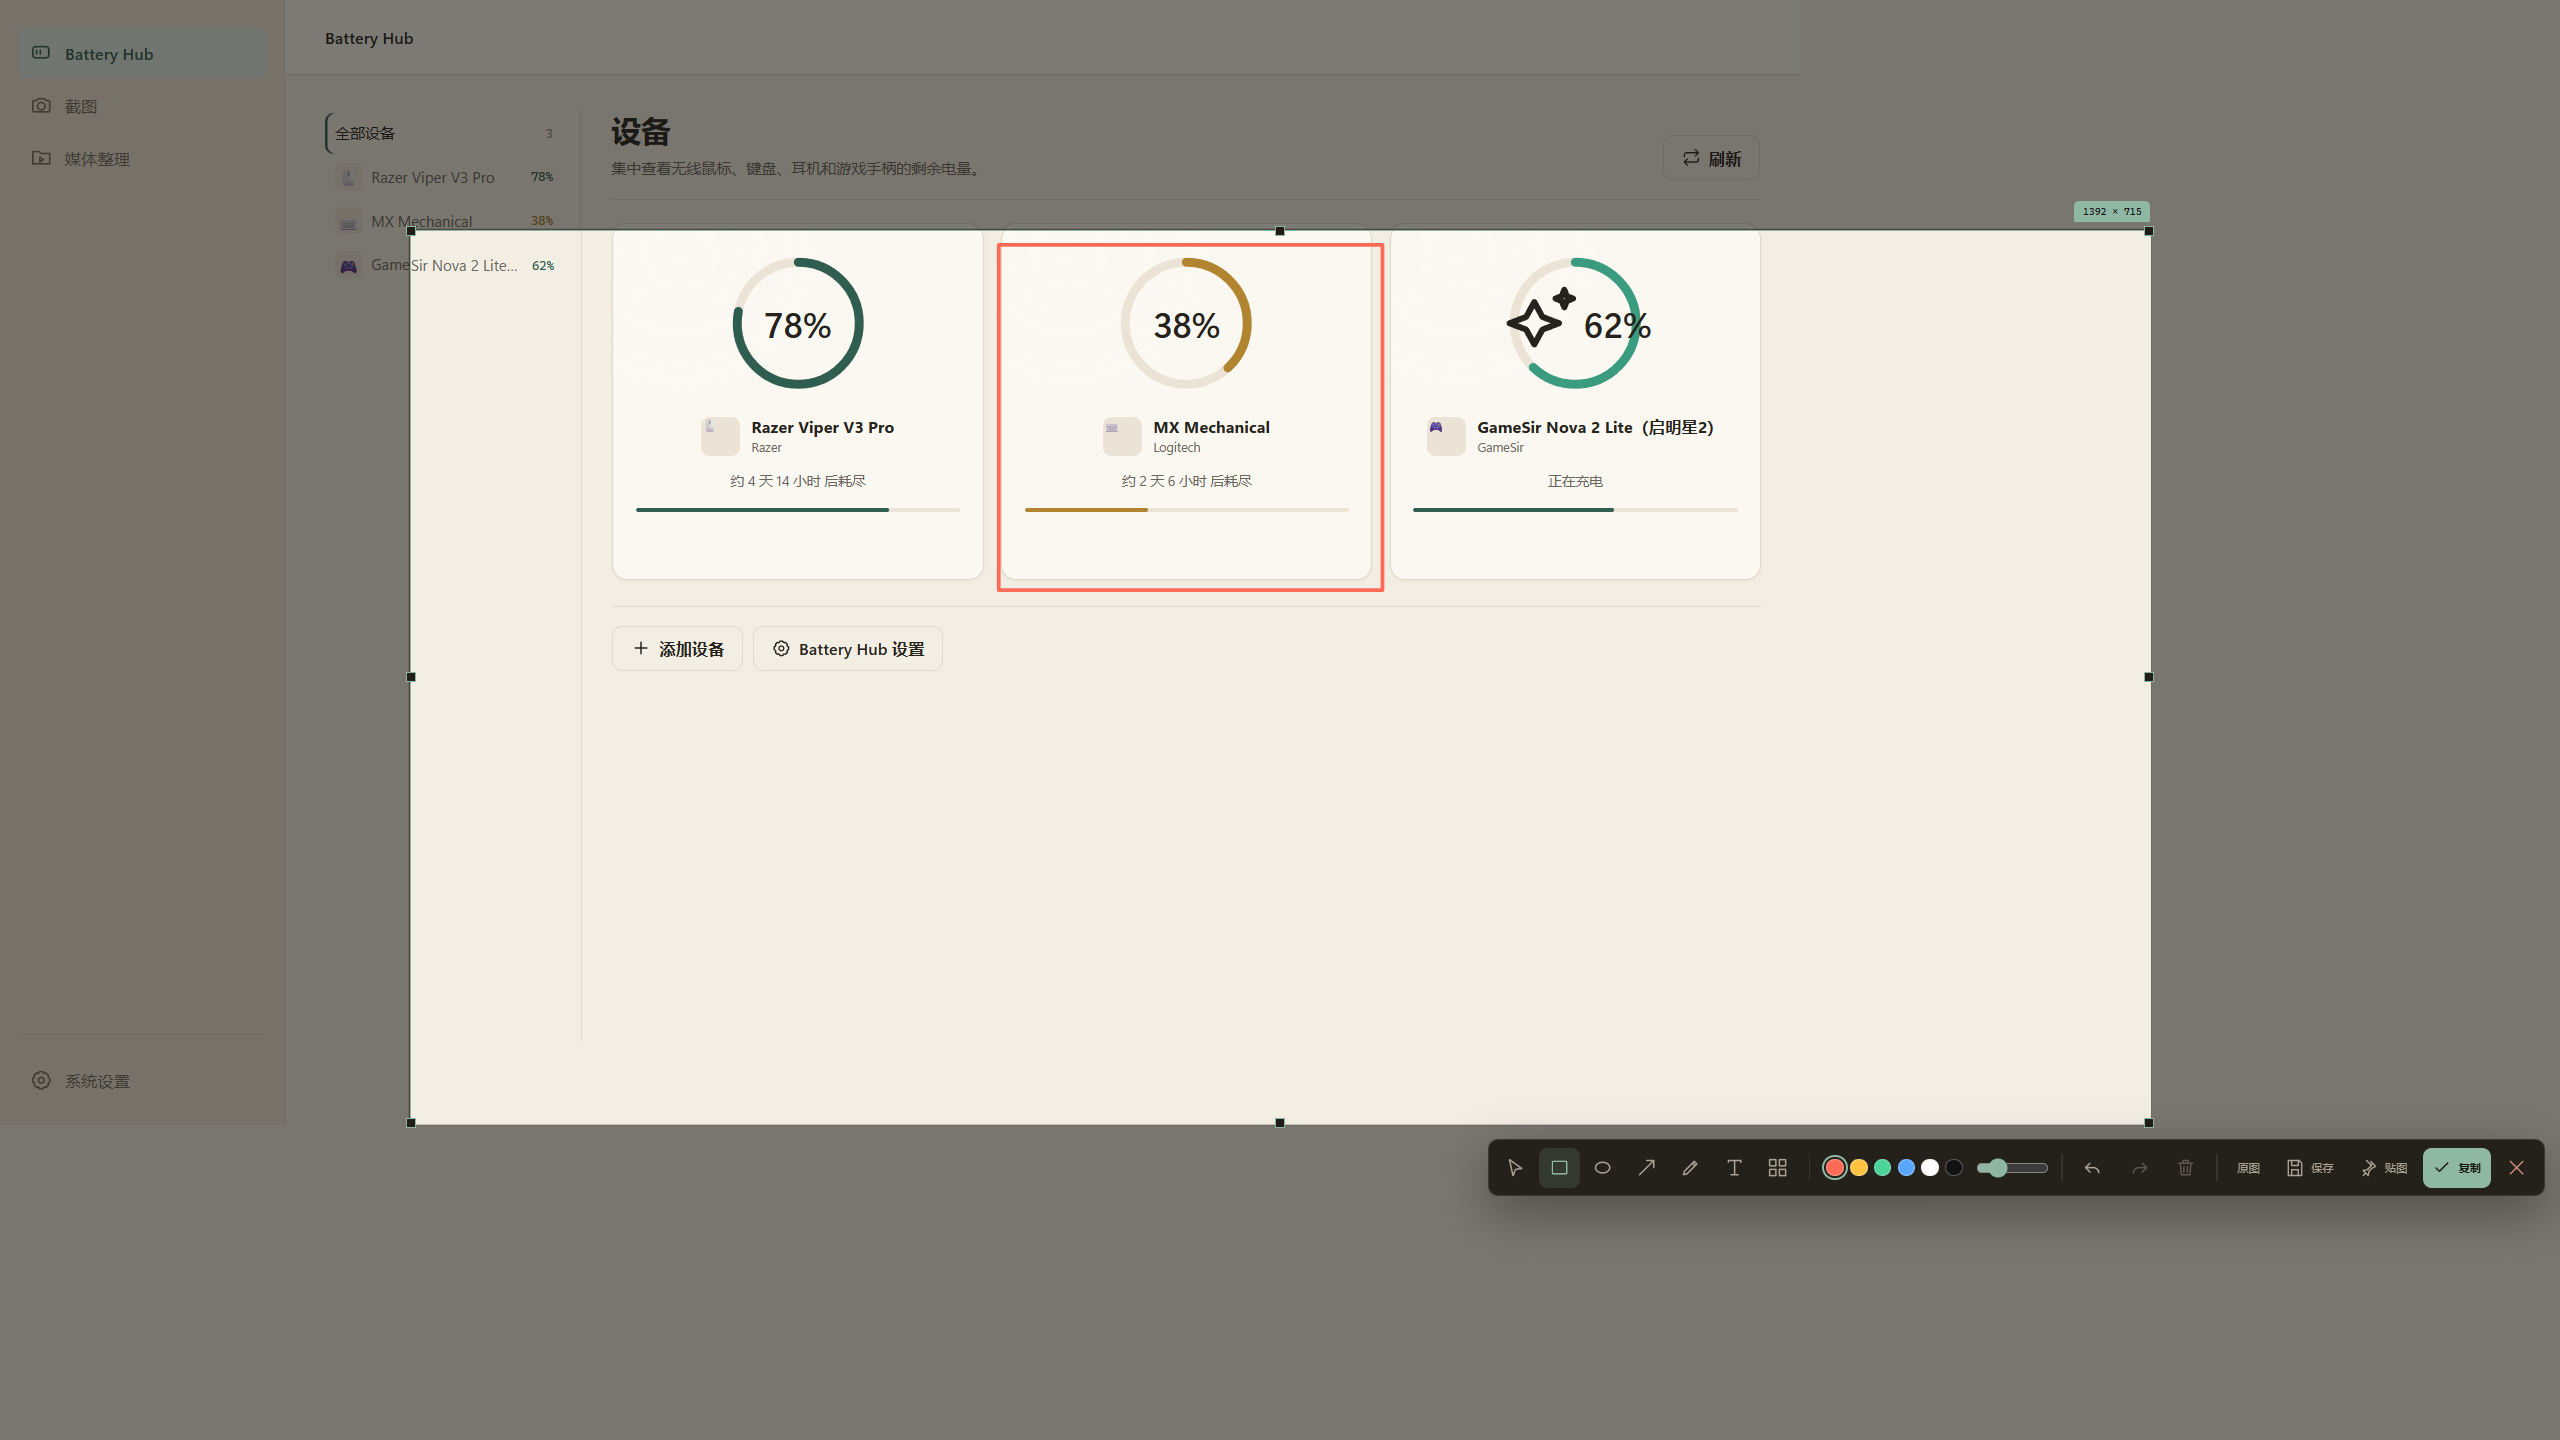 Battery Hub
截图
媒体整理
系统设置
Battery Hub
全部设备 3
Razer Viper V3 Pro 78%
MX Mechanical 38%
GameSir Nova 2 Lite... 62%
设备
集中查看无线鼠标、键盘、耳机和游戏手柄的剩余电量。
刷新
1392 × 715
78%
Razer Viper V3 Pro
Razer
约 4 天 14 小时 后耗尽
38%
MX Mechanical
Logitech
约 2 天 6 小时 后耗尽
62%
GameSir Nova 2 Lite（启明星2）
GameSir
正在充电
添加设备
Battery Hub 设置
原图
保存
贴图
复制